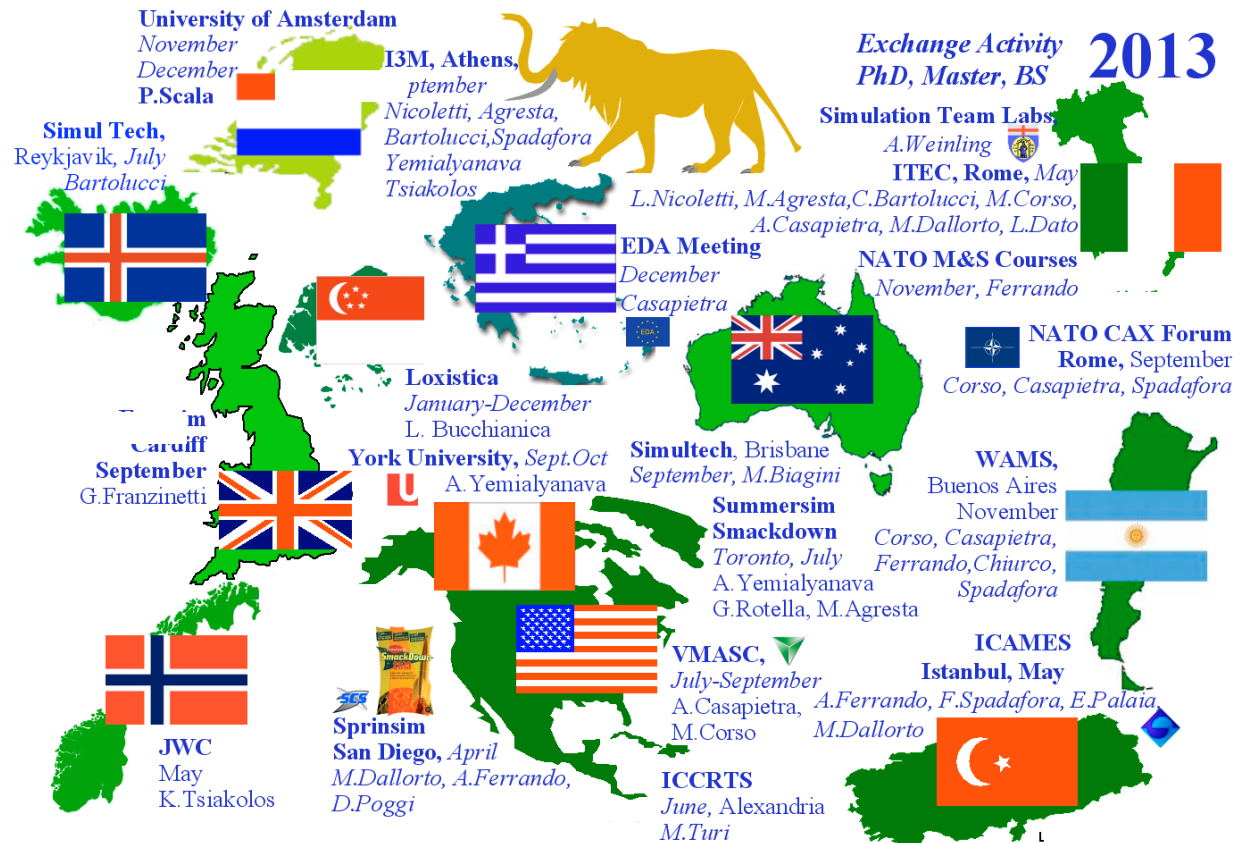 University of Amsterdam
November
December
P.Scala
I3M, Athens,
ptember
Nicoletti, Agresta,
Bartolucci,Spadafora
Yemialyanava
Tsiakolos
Exchange Activity
PhD, Master, BS
2013
Simul Tech,
Reykjavik, July
Bartolucci
Simulation Team Labs,
A.Weinling
ITEC, Rome, May
L.Nicoletti, M.Agresta,C.Bartolucci, M.Corso,
A.Casapietra, M.Dallorto, L.Dato
EDA Meeting
December
Casapietra
EDA
NATO M&S Courses
November, Ferrando
NATO CAX Forum
Rome, September
Corso, Casapietra, Spadafora
Loxistica
January-December
L. Bucchianica
m
Cardiff
September
G.Franzinetti
York University, Sept.Oct
A.Yemialyanava
U
Simultech, Brisbane
September, M.Biagini
WAMS,
Buenos Aires
November
Corso, Casapietra,
Ferrando,Chiurco,
Spadafora
Summersim
Smackdown
Toronto, July
A.Yemialyanava
G.Rotella, M.Agresta
VMASC,
July-September
A.Casapietra,
M.Corso
ICAMES
Istanbul, May
A.Ferrando, F.Spadafora, E.Palaia,
M.Dallorto
SmackDown
SCS
Sprinsim
San Diego, April
M.Dallorto, A.Ferrando,
D.Poggi
JWC
May
K.Tsiakolos
ICCRTS
June, Alexandria
M.Turi
L